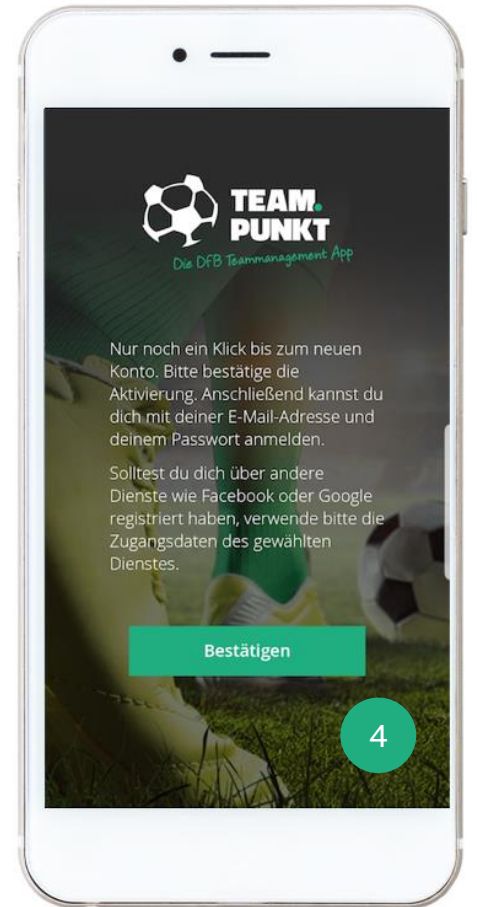 TEAM.
PUNKT
Die DFB Teammanagement App
Nur noch ein Klick bis zum neuen
Konto. Bitte bestätige die
Aktivierung. Anschließend kannst du
dich mit deiner E-Mail-Adresse und
deinem Passwort anmelden.
Solltest du dich über andere
Dienste wie Facebook oder Google
registriert haben, verwende bitte die
Zugangsdaten des gewählten
Dienstes.
Bestätigen
4